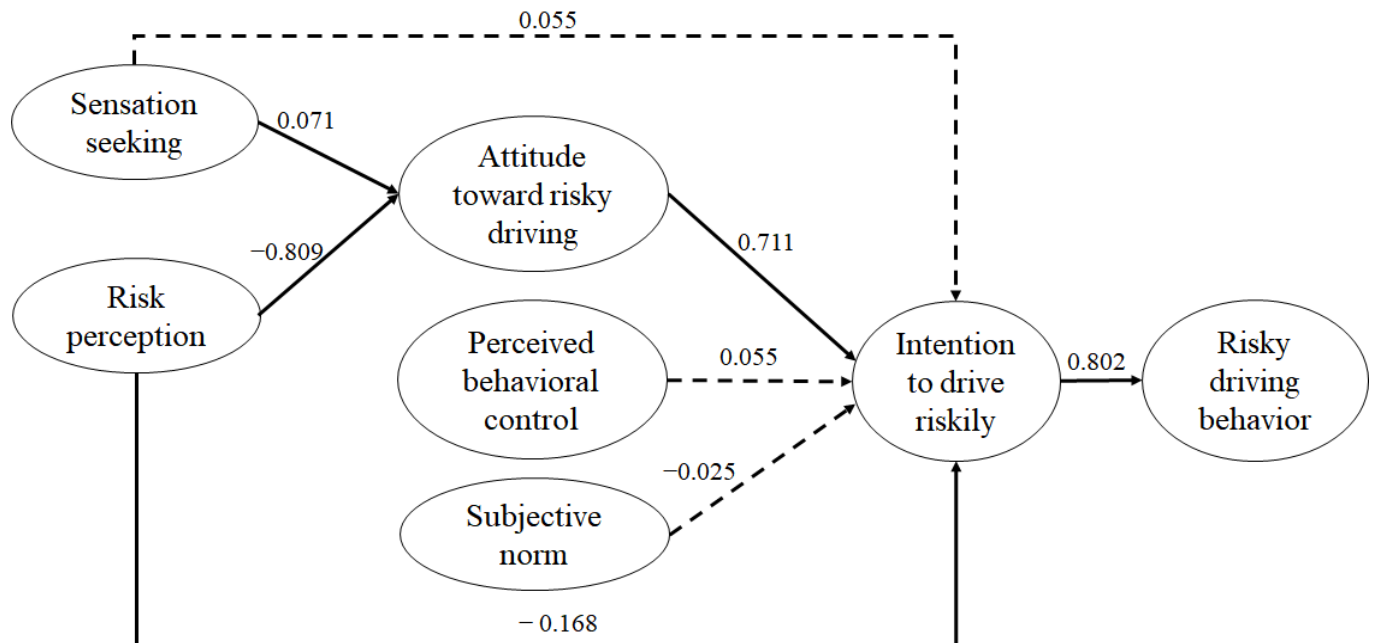 0.055
Sensation
seeking
0.071
Attitude
toward risky
driving
−0.809
0.711
Risk
perception
Perceived
behavioral
control
0.055
Intention
to drive
riskily
0.802
Risky
driving
behavior
−0.025
Subjective
norm
− 0.168